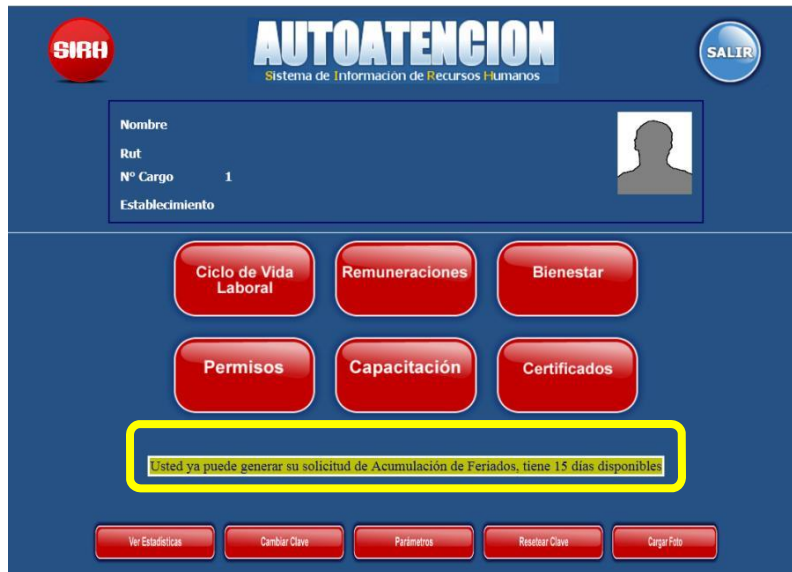 SIRH
AUTOATENCION
SALIR
Sistema de Información de Recursos Humanos
Nombre
Rut
Nº Cargo 1
Establecimiento
Ciclo de Vida
Laboral
Remuneraciones
Bienestar
Permisos
Capacitación
Certificados
Usted ya puede generar su solicitud de Acumulación de Feriados, tiene 15 días disponibles
Ver Estadísticas
Cambiar Clave
Parámetros
Resetear Clave
Cargar Foto